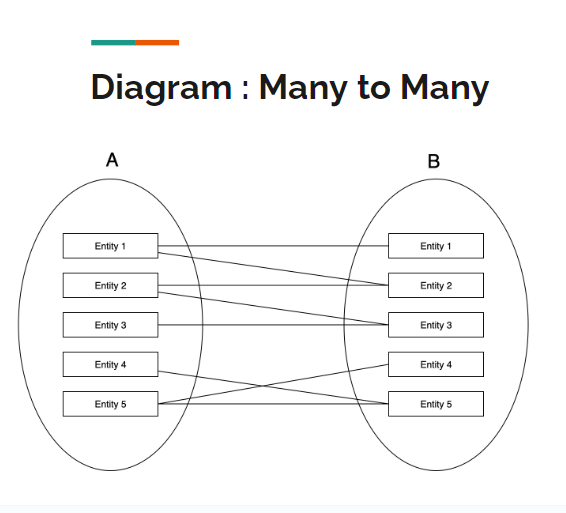 Diagram : Many to Many
A B
Entity 1 Entity 1
Entity 2 Entity 2
Entity 3 Entity 3
Entity 4 Entity 4
Entity 5 Entity 5